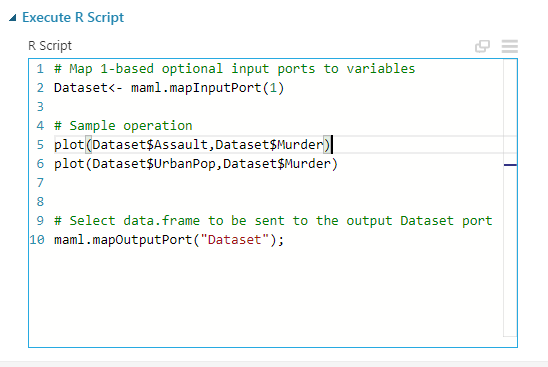 Execute R Script
R Script
1 # Map 1-based optional input ports to variables
2 Dataset<- maml.mapInputPort(1)
3
4 # Sample operation
5 plot(Dataset$Assault,Dataset$Murder)
6 plot(Dataset$UrbanPop,Dataset$Murder)
7
8
9 # Select data.frame to be sent to the output Dataset port
10 maml.mapOutputPort("Dataset");